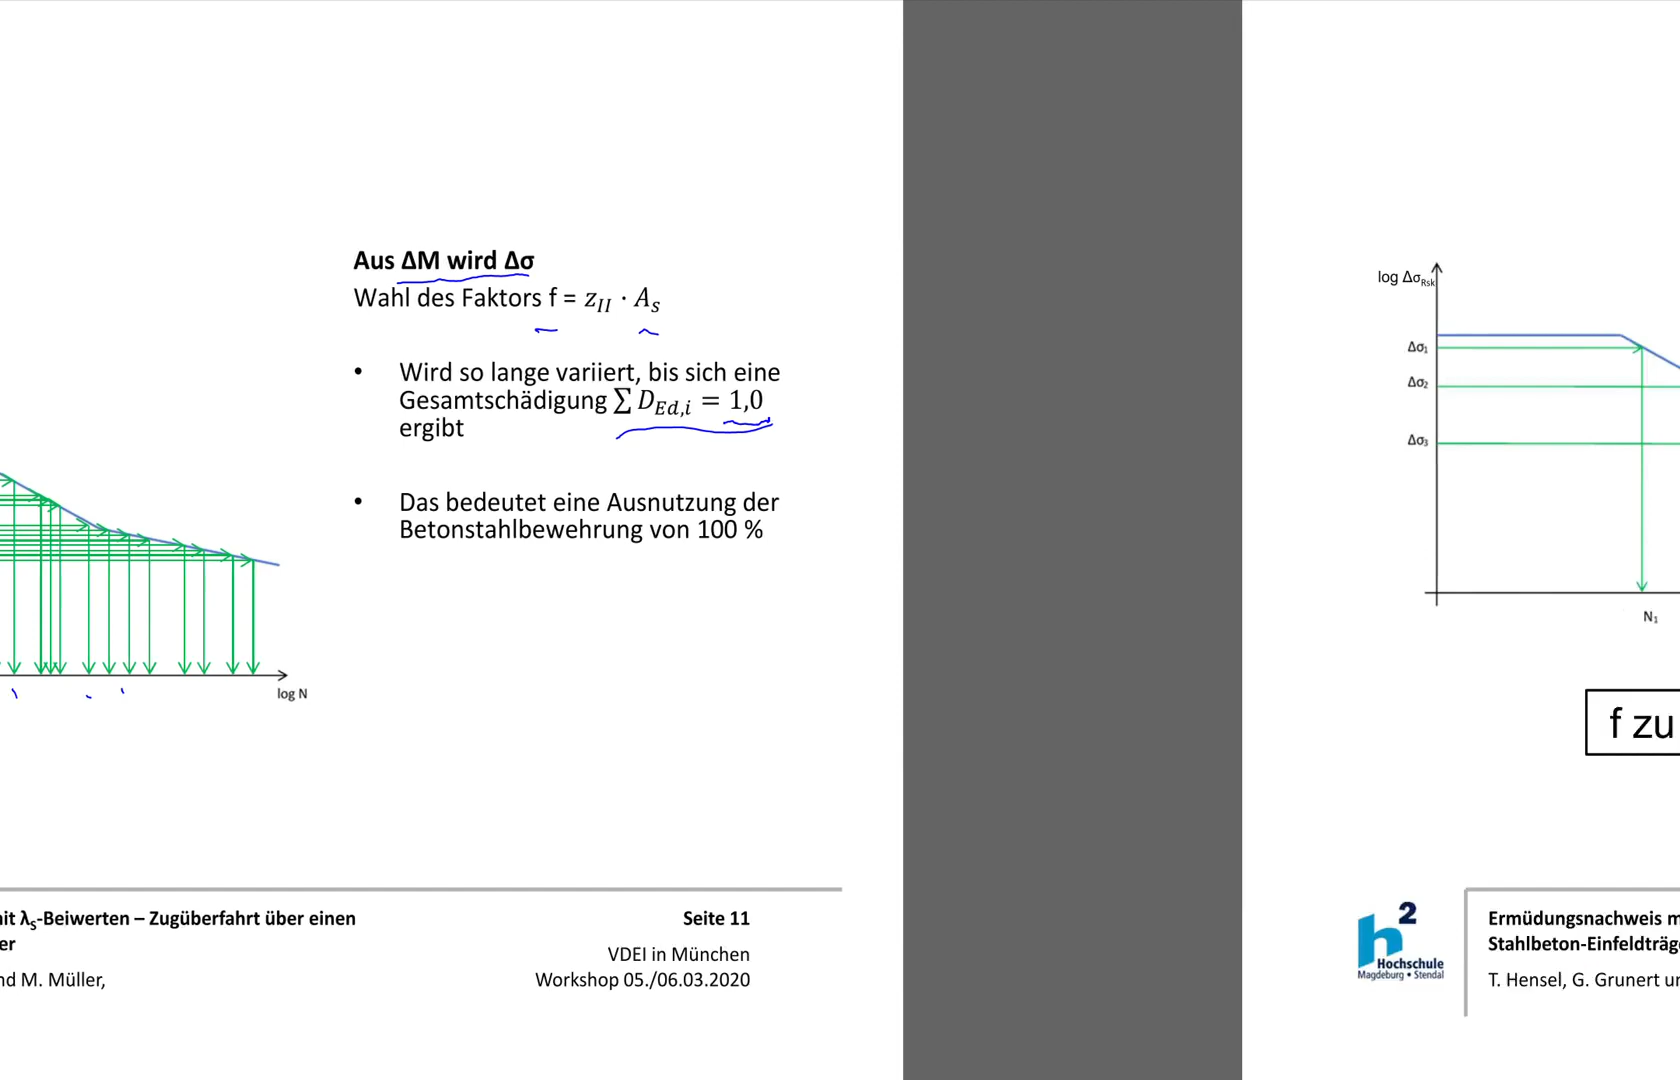 Aus ΔM wird Δσ
Wahl des Faktors f = z_II · A_s
• Wird so lange variiert, bis sich eine
Gesamtschädigung ∑ D_Ed,i = 1,0
ergibt
• Das bedeutet eine Ausnutzung der
Betonstahlbewehrung von 100 %
log N
it λ_s-Beiwerten – Zugüberfahrt über einen
er
nd M. Müller,
Seite 11
VDEI in München
Workshop 05./06.03.2020
log Δσ_Rsk
Δσ₁
Δσ₂
Δσ₃
N₁
f zu
h2
Hochschule
Magdeburg • Stendal
Ermüdungsnachweis m
Stahlbeton-Einfeldträge
T. Hensel, G. Grunert u